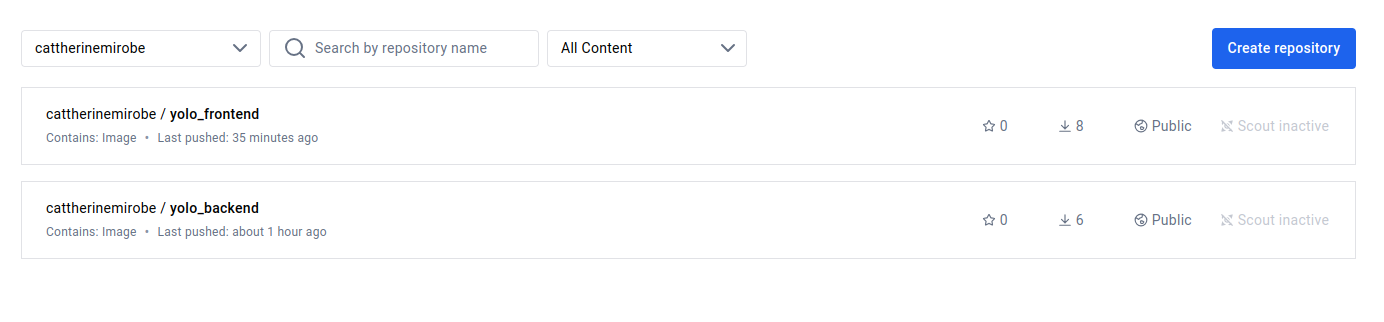 cattherinemirobe Search by repository name All Content Create repository
cattherinemirobe / yolo_frontend
Contains: Image • Last pushed: 35 minutes ago
0 8 Public Scout inactive
cattherinemirobe / yolo_backend
Contains: Image • Last pushed: about 1 hour ago
0 6 Public Scout inactive